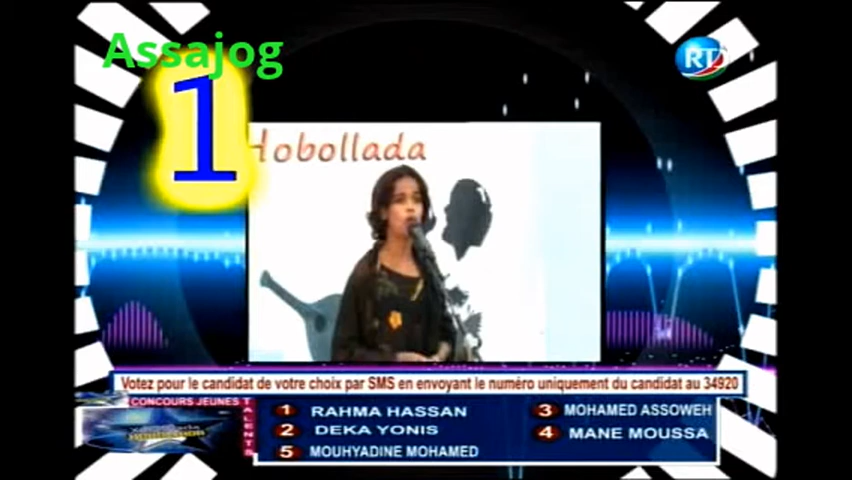 Assajog
1
RT
Hobollada
Votez pour le candidat de votre choix par SMS en envoyant le numéro uniquement du candidat au 34920
CONCOURS JEUNES TALENTS
1 RAHMA HASSAN
2 DEKA YONIS
5 MOUHYADINE MOHAMED
3 MOHAMED ASSOWEH
4 MANE MOUSSA